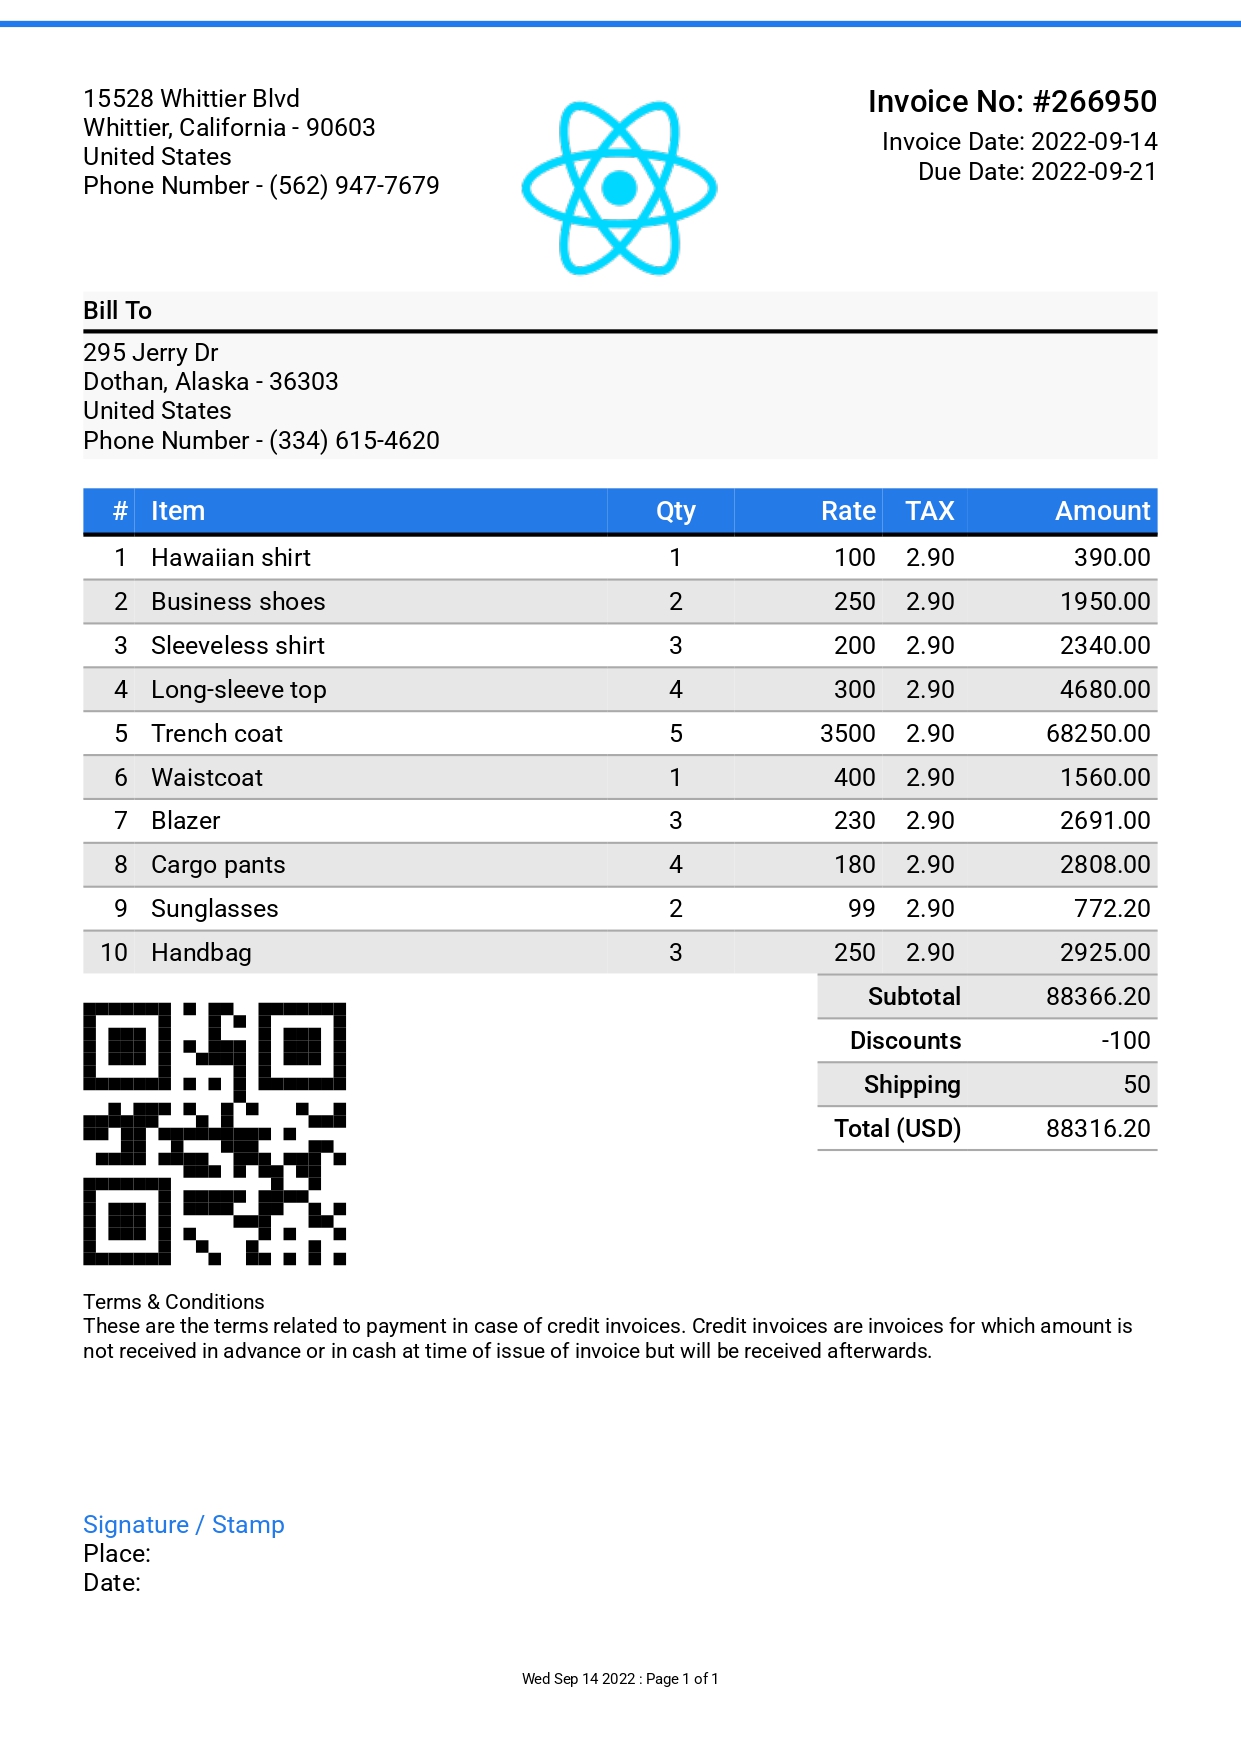 15528 Whittier Blvd
Whittier, California - 90603
United States
Phone Number - (562) 947-7679
Invoice No: #266950
Invoice Date: 2022-09-14
Due Date: 2022-09-21
Bill To
295 Jerry Dr
Dothan, Alaska - 36303
United States
Phone Number - (334) 615-4620
# Item Qty Rate TAX Amount
1 Hawaiian shirt 1 100 2.90 390.00
2 Business shoes 2 250 2.90 1950.00
3 Sleeveless shirt 3 200 2.90 2340.00
4 Long-sleeve top 4 300 2.90 4680.00
5 Trench coat 5 3500 2.90 68250.00
6 Waistcoat 1 400 2.90 1560.00
7 Blazer 3 230 2.90 2691.00
8 Cargo pants 4 180 2.90 2808.00
9 Sunglasses 2 99 2.90 772.20
10 Handbag 3 250 2.90 2925.00
Subtotal 88366.20
Discounts -100
Shipping 50
Total (USD) 88316.20
Terms & Conditions
These are the terms related to payment in case of credit invoices. Credit invoices are invoices for which amount is
not received in advance or in cash at time of issue of invoice but will be received afterwards.
Signature / Stamp
Place:
Date:
Wed Sep 14 2022 : Page 1 of 1